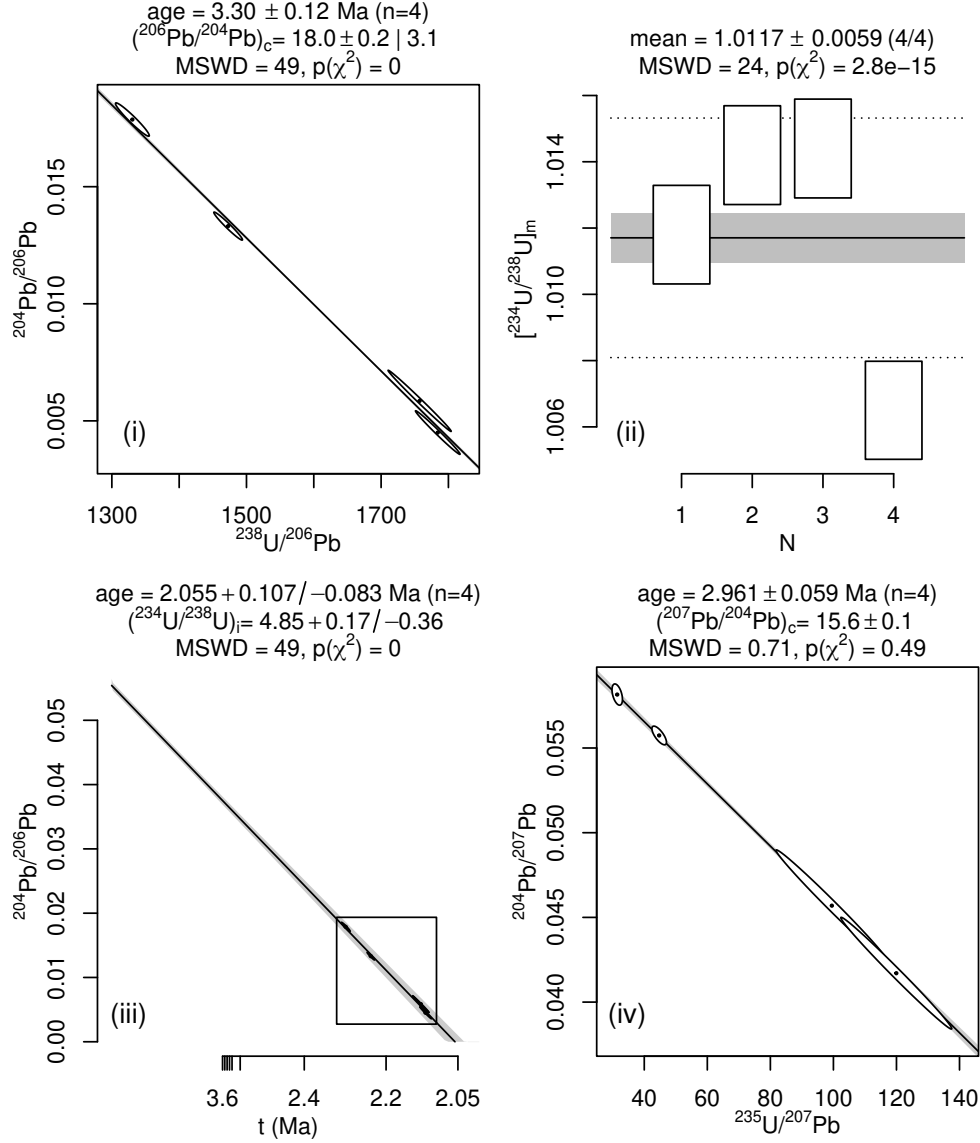 age = 3.30 ± 0.12 Ma (n=4)
(²⁰⁶Pb/²⁰⁴Pb)c= 18.0 ± 0.2 | 3.1
MSWD = 49, p(χ²) = 0
0.015
0.010
0.005
²⁰⁴Pb/²⁰⁶Pb
(i)
1300 1500 1700
²³⁸U/²⁰⁶Pb
mean = 1.0117 ± 0.0059 (4/4)
MSWD = 24, p(χ²) = 2.8e−15
1.014
1.010
1.006
[²³⁴U/²³⁸U]m
(ii)
1 2 3 4
N
age = 2.055 + 0.107/−0.083 Ma (n=4)
(²³⁴U/²³⁸U)i= 4.85 + 0.17/−0.36
MSWD = 49, p(χ²) = 0
0.05
0.04
0.03
0.02
0.01
0.00
²⁰⁴Pb/²⁰⁶Pb
(iii)
3.6 2.4 2.2 2.05
t (Ma)
age = 2.961 ± 0.059 Ma (n=4)
(²⁰⁷Pb/²⁰⁴Pb)c= 15.6 ± 0.1
MSWD = 0.71, p(χ²) = 0.49
0.055
0.050
0.045
0.040
²⁰⁴Pb/²⁰⁷Pb
(iv)
40 60 80 100 120 140
²³⁵U/²⁰⁷Pb